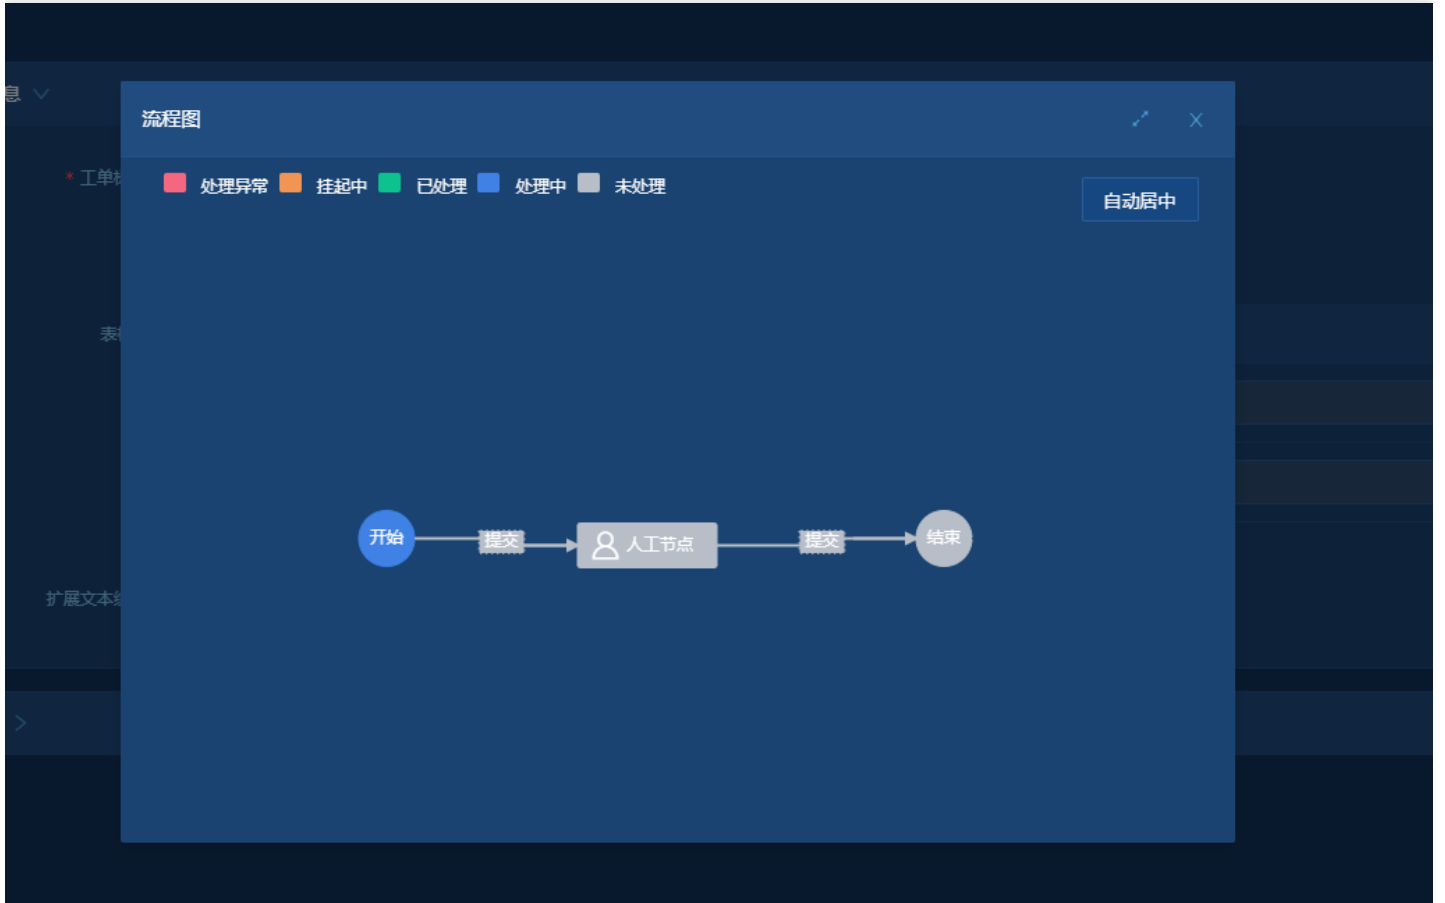 息
流程图
* 工单
处理异常 挂起中 已处理 处理中 未处理
自动居中
表
开始 提交 人工节点 提交 结束
扩展文本